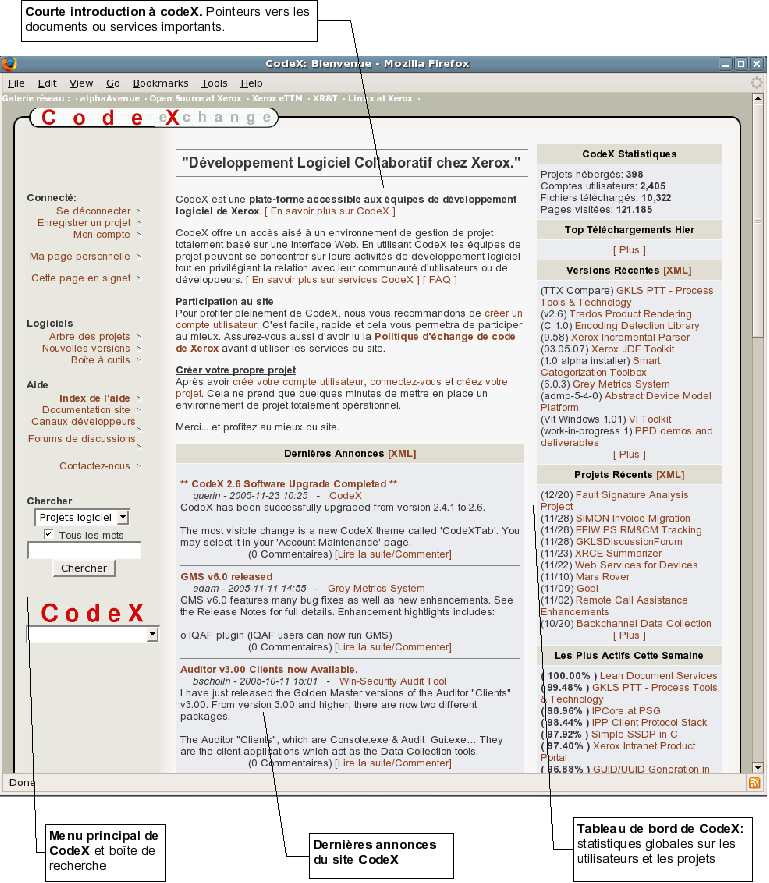 Courte introduction à codeX. Pointeurs vers les
documents ou services importants.
CodeX: Bienvenue - Mozilla Firefox
File Edit View Go Bookmarks Tools Help
Galerie réseau : • alphaAvenue • Open Source at Xerox • Xerox eTTM • XR&T • Linux at Xerox •
CodeX exchange
Connecté:
Se déconnecter
Enregistrer un projet
Mon compte
Ma page personnelle
Cette page en signet
Logiciels
Arbre des projets
Nouvelles versions
Boîte à outils
Aide
Index de l'aide
Documentation site
Canaux développeurs
Forums de discussions
Contactez-nous
Chercher
Projets logiciel
Tous les mots
Chercher
CodeX
"Développement Logiciel Collaboratif chez Xerox."
CodeX est une plate-forme accessible aux équipes de développement
logiciel de Xerox. [ En savoir plus sur CodeX ]
CodeX offre un accès aisé à un environnement de gestion de projet
totalement basé sur une interface Web. En utilisant CodeX les équipes de
projet peuvent se concentrer sur leurs activités de développement logiciel
tout en privilégiant la relation avec leur communauté d'utilisateurs ou de
développeurs. [ En savoir plus sur services CodeX ] [ FAQ ]
Participation au site
Pour profiter pleinement de CodeX, nous vous recommandons de créer un
compte utilisateur. C'est facile, rapide et cela vous permettra de participer
au mieux. Assurez-vous aussi d'avoir lu la Politique d'échange de code
de Xerox avant d'utiliser les services du site.
Créer votre propre projet
Après avoir créé votre compte utilisateur, connectez-vous et créez votre
projet. Cela ne prend que quelques minutes de mettre en place un
environnement de projet totalement opérationnel.
Merci... et profitez au mieux du site.
Dernières Annonces [XML]
** CodeX 2.6 Software Upgrade Completed **
guerin - 2005-11-23 10:25 - CodeX
CodeX has been successfully upgraded from version 2.4.1 to 2.6.
The most visible change is a new CodeX theme called 'CodeXTab'. You
may select it in your 'Account Maintenance' page.
(0 Commentaires) [Lire la suite/Commenter]
GMS v6.0 released
adam - 2005-11-11 14:55 - Grey Metrics System
GMS v6.0 features many bug fixes as well as new enhancements. See
the Release Notes for full details. Enhancement hightlights includes:
o IQAF plugin (IQAF users can now run GMS)
(0 Commentaires) [Lire la suite/Commenter]
Auditor v3.00 Clients now Available.
bscholin - 2005-10-11 15:01 - Win-Security Audit Tool
I have just released the Golden Master versions of the Auditor "Clients"
v3.00. From version 3.00 and higher, there are now two different
packages.
The Auditor "Clients", which are Console.exe & Audit_Gui.exe... They
are the client applications which act as the Data Collection tools.
(0 Commentaires) [Lire la suite/Commenter]
CodeX Statistiques
Projets hébergés: 398
Comptes utilisateurs: 2,405
Fichiers téléchargés: 10,322
Pages visitées: 121,185
Top Téléchargements Hier
[ Plus ]
Versions Récentes [XML]
(TTX Compare) GKLS PTT - Process
Tools & Technology
(v2.6) Trados Product Rendering
(C-1.0) Encoding Detection Library
(9.58) Xerox Incremental Parser
(03.05.07) Xerox JDF Toolkit
(1.0 alpha installer) Smart
Categorization Toolbox
(6.0.3) Grey Metrics System
(admp-5-4-0) Abstract Device Model
Platform
(Vit Windows 1.01) VI Toolkit
(work-in-progress 1) PPD demos and
deliverables
[ Plus ]
Projets Récents [XML]
(12/20) Fault Signature Analysis
Project
(11/28) SIMON Invoice Migration
(11/28) EFIW PS RM&CM Tracking
(11/28) GKLSDiscussionForum
(11/23) XRCE Summarizer
(11/22) Web Services for Devices
(11/10) Mars Rover
(11/09) Gobi
(11/02) Remote Call Assistance
Enhancements
(10/20) Backchannel Data Collection
[ Plus ]
Les Plus Actifs Cette Semaine
( 100.00% ) Lean Document Services
( 99.48% ) GKLS PTT - Process Tools
& Technology
( 98.96% ) IPCore at PSG
( 98.44% ) IPP Client Protocol Stack
( 97.92% ) Simple SSDP in C
( 97.40% ) Xerox Intranet Product
Portal
( 96.88% ) GUID/UUID Generation in
Done
Menu principal de
CodeX et boîte de
recherche
Dernières annonces
du site CodeX
Tableau de bord de CodeX:
statistiques globales sur les
utilisateurs et les projets